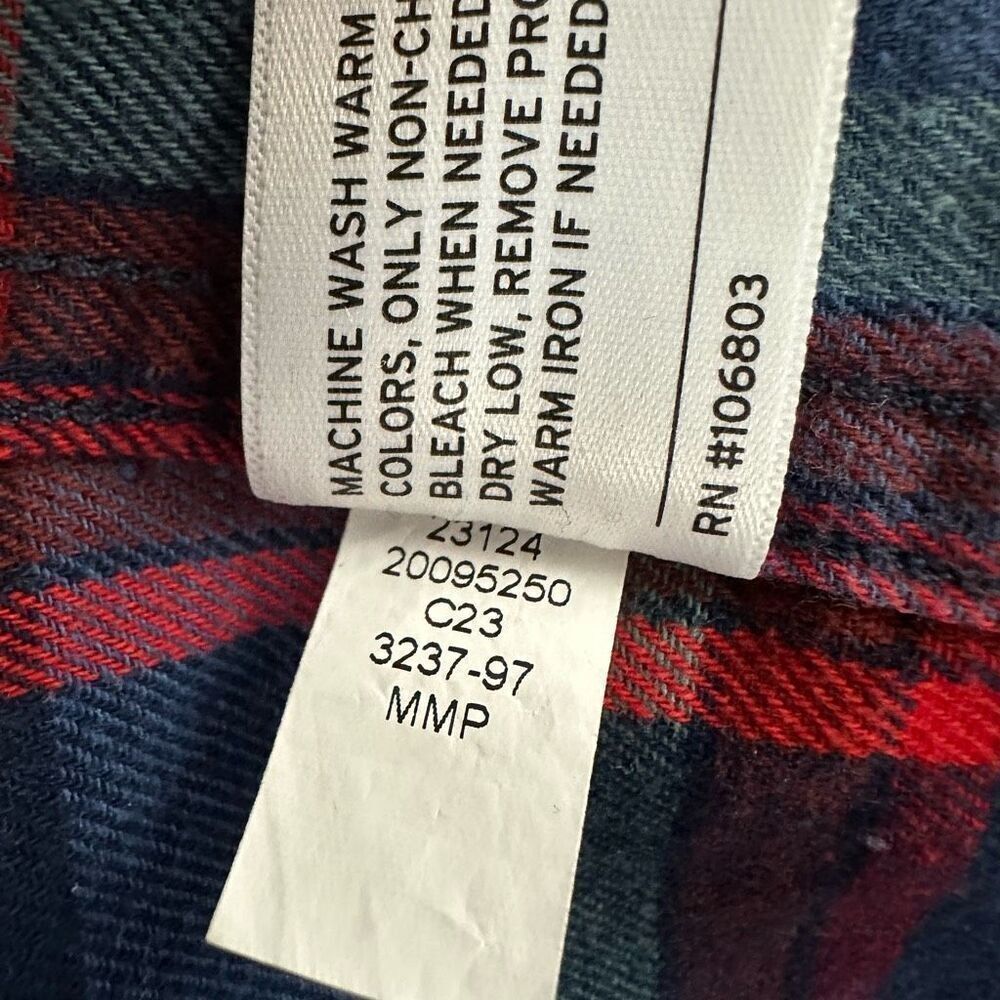 MACHINE WASH WARM
COLORS, ONLY NON-CH
BLEACH WHEN NEEDED
DRY LOW, REMOVE PRO
WARM IRON IF NEEDED
RN #106803
23124
20095250
C23
3237-97
MMP